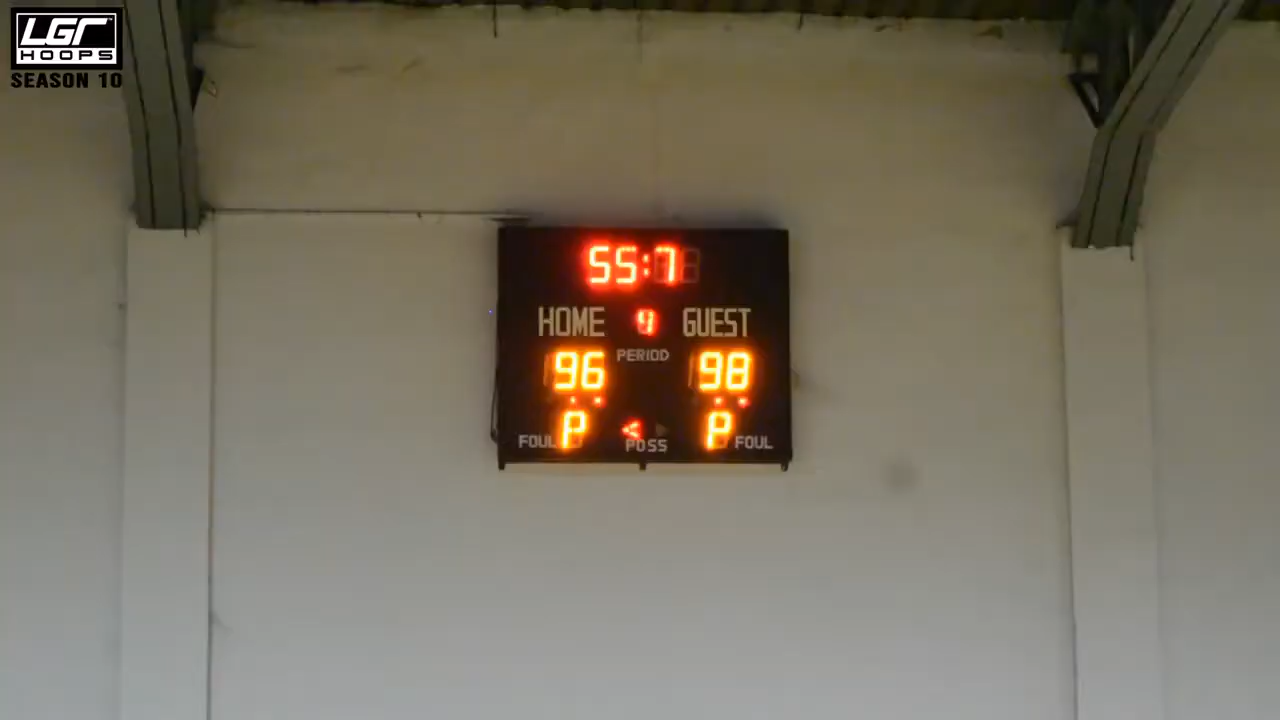 LGR
HOOPS
SEASON 10
55:7
HOME 4 GUEST
PERIOD
96 98
P P
FOUL POSS FOUL